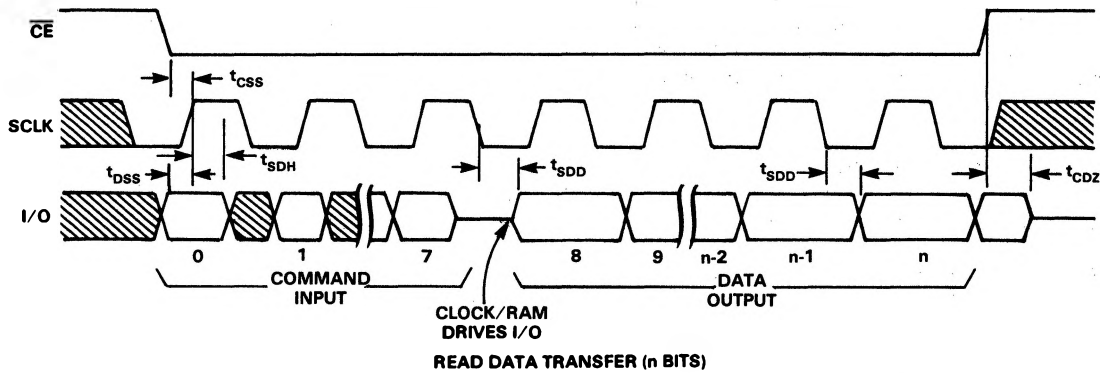 CE
tCSS
SCLK
tDSS
tSDH
tSDD
tSDD
tCDZ
I/O
0 1 7 8 9 n-2 n-1 n
COMMAND
INPUT
DATA
OUTPUT
CLOCK/RAM
DRIVES I/O
READ DATA TRANSFER (n BITS)